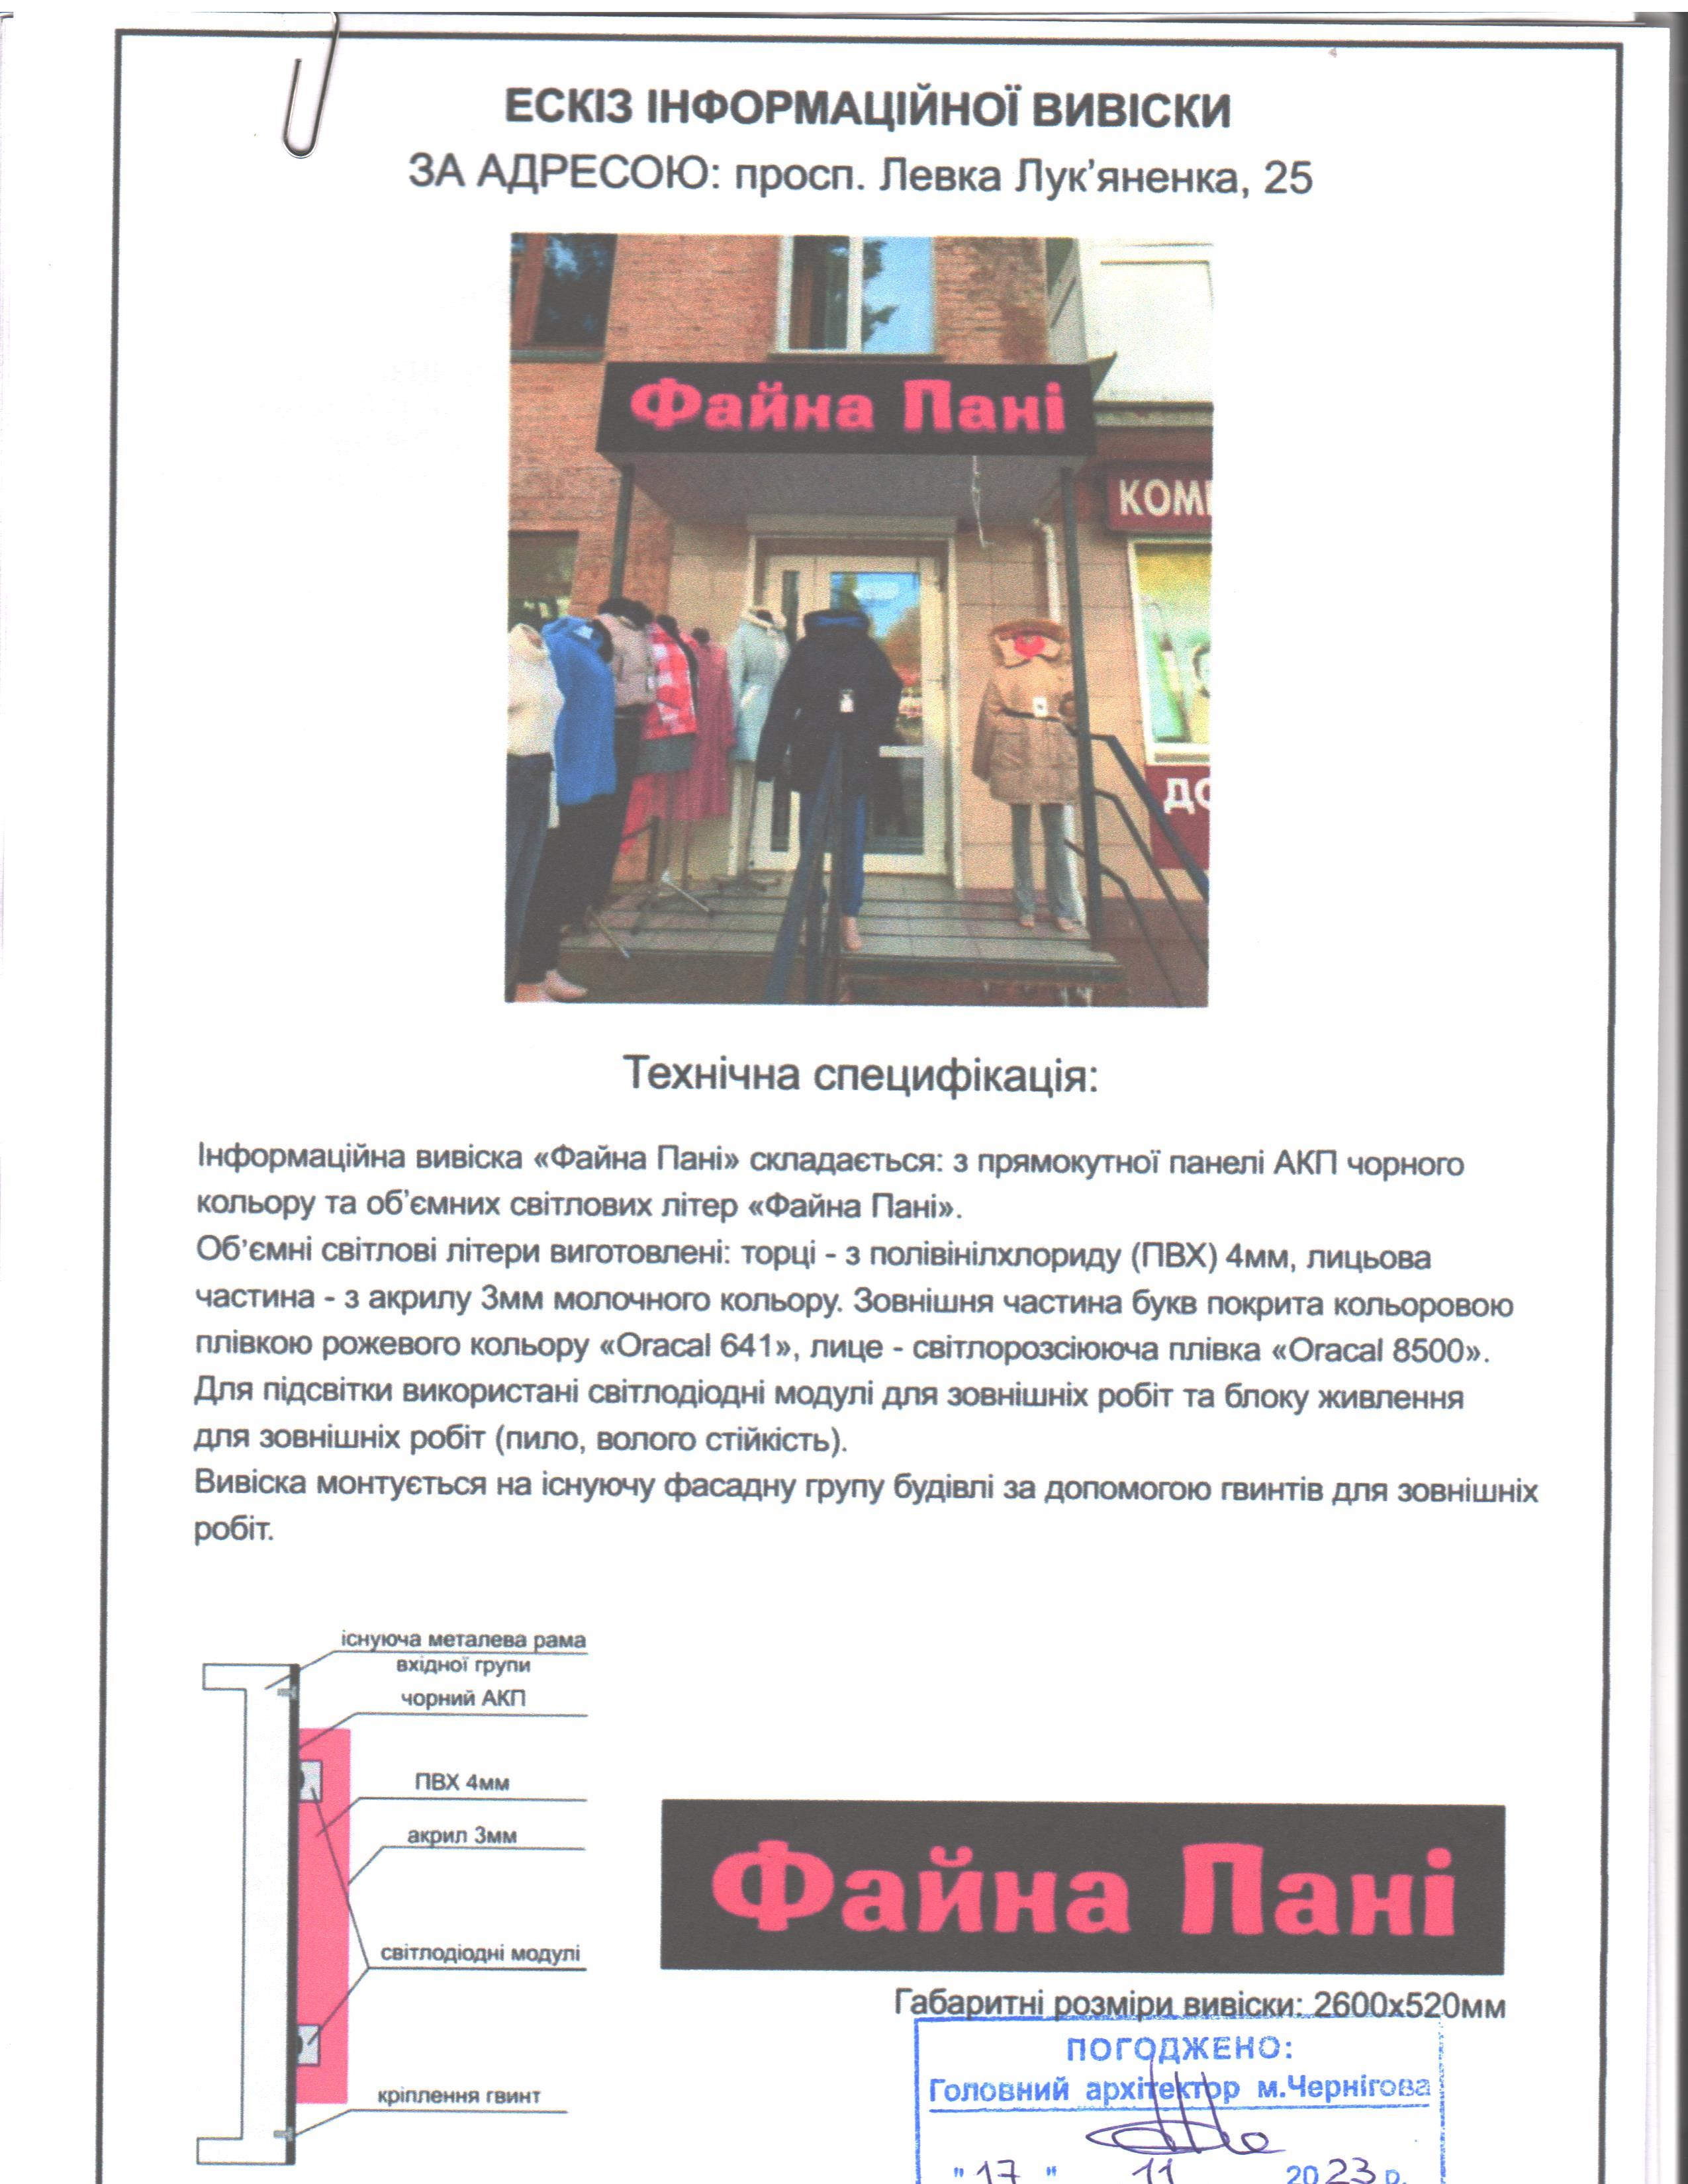 ЕСКІЗ ІНФОРМАЦІЙНОЇ ВИВІСКИ
ЗА АДРЕСОЮ: просп. Левка Лук’яненка, 25
Файна Пані
КОМ
ДО
Технічна специфікація:
Інформаційна вивіска «Файна Пані» складається: з прямокутної панелі АКП чорного
кольору та об’ємних світлових літер «Файна Пані».
Об’ємні світлові літери виготовлені: торці - з полівінілхлориду (ПВХ) 4мм, лицьова
частина - з акрилу 3мм молочного кольору. Зовнішня частина букв покрита кольоровою
плівкою рожевого кольору «Oracal 641», лице - світлорозсіююча плівка «Oracal 8500».
Для підсвітки використані світлодіодні модулі для зовнішніх робіт та блоку живлення
для зовнішніх робіт (пило, волого стійкість).
Вивіска монтується на існуючу фасадну групу будівлі за допомогою гвинтів для зовнішніх
робіт.
існуюча металева рама
вхідної групи
чорний АКП
ПВХ 4мм
акрил 3мм
світлодіодні модулі
кріплення гвинт
Файна Пані
Габаритні розміри вивіски: 2600х520мм
ПОГОДЖЕНО:
Головний архітектор м.Чернігова
"17" 11 2023 р.